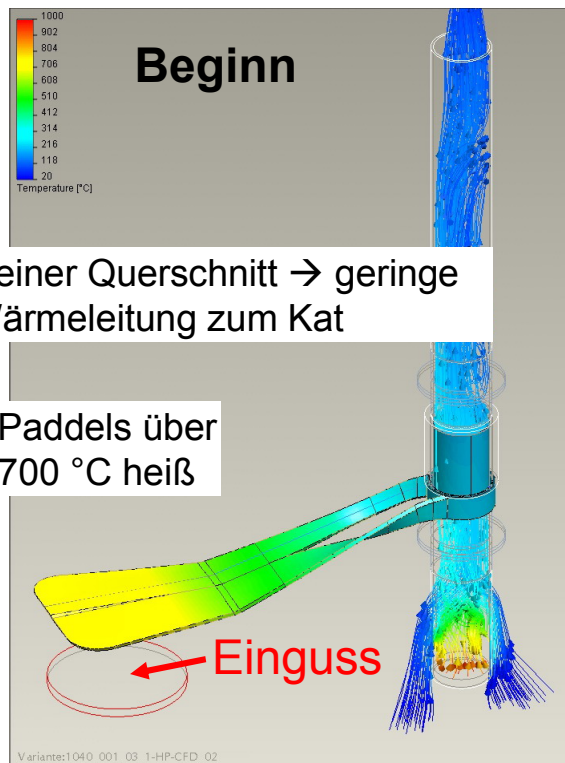 1000
902
804
706
608
510
412
314
216
118
20
Temperature [°C]
Beginn
einer Querschnitt → geringe
ärmeleitung zum Kat
Paddels über
700 °C heiß
Einguss
Variante:1040_001_03_1-HP-CFD_02